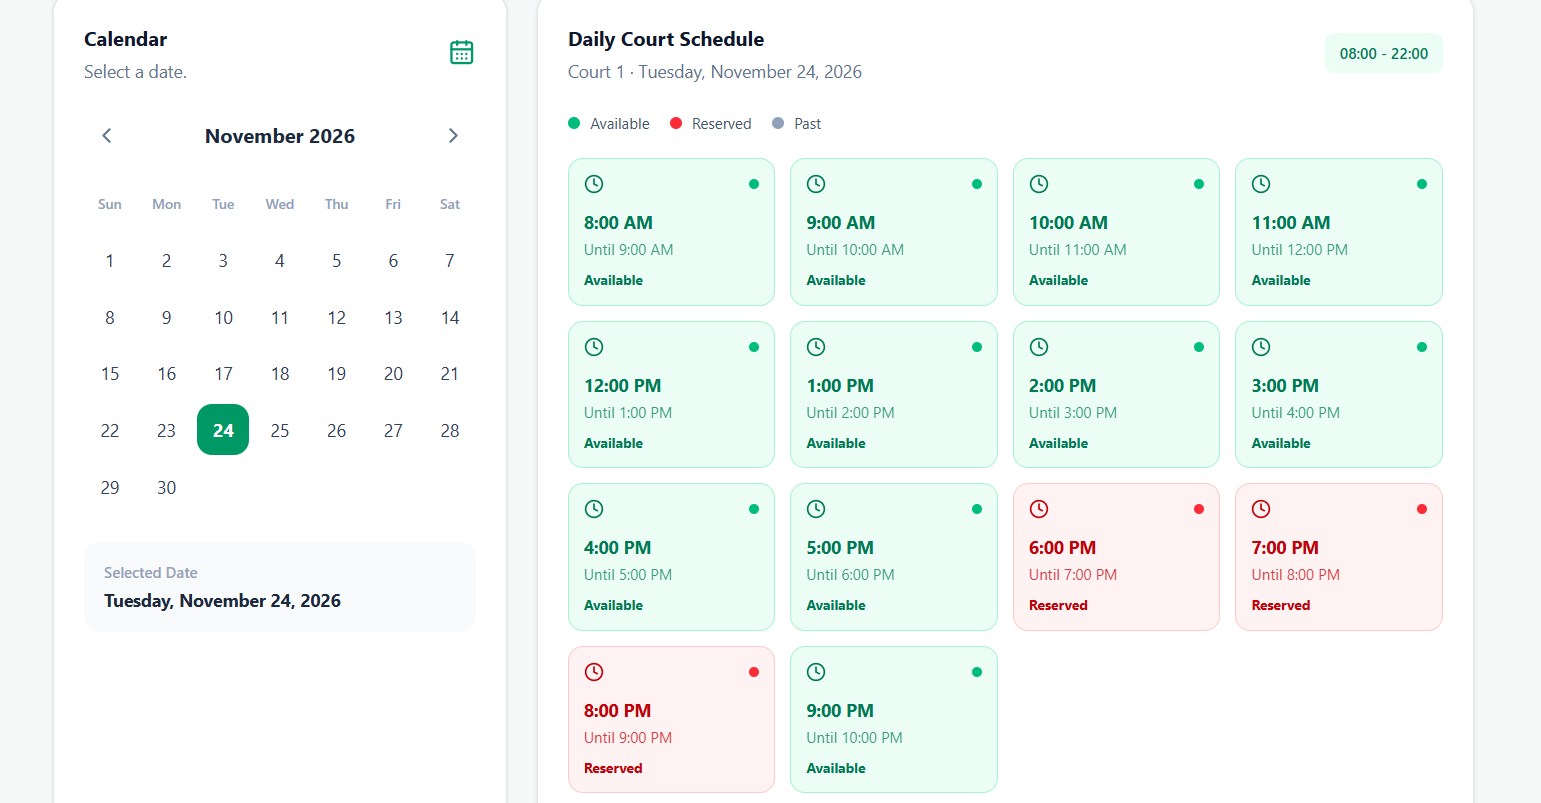 Calendar
Select a date.
November 2026
Sun Mon Tue Wed Thu Fri Sat
1 2 3 4 5 6 7
8 9 10 11 12 13 14
15 16 17 18 19 20 21
22 23 24 25 26 27 28
29 30
Selected Date
Tuesday, November 24, 2026
Daily Court Schedule
Court 1 · Tuesday, November 24, 2026
08:00 - 22:00
Available Reserved Past
8:00 AM
Until 9:00 AM
Available
9:00 AM
Until 10:00 AM
Available
10:00 AM
Until 11:00 AM
Available
11:00 AM
Until 12:00 PM
Available
12:00 PM
Until 1:00 PM
Available
1:00 PM
Until 2:00 PM
Available
2:00 PM
Until 3:00 PM
Available
3:00 PM
Until 4:00 PM
Available
4:00 PM
Until 5:00 PM
Available
5:00 PM
Until 6:00 PM
Available
6:00 PM
Until 7:00 PM
Reserved
7:00 PM
Until 8:00 PM
Reserved
8:00 PM
Until 9:00 PM
Reserved
9:00 PM
Until 10:00 PM
Available